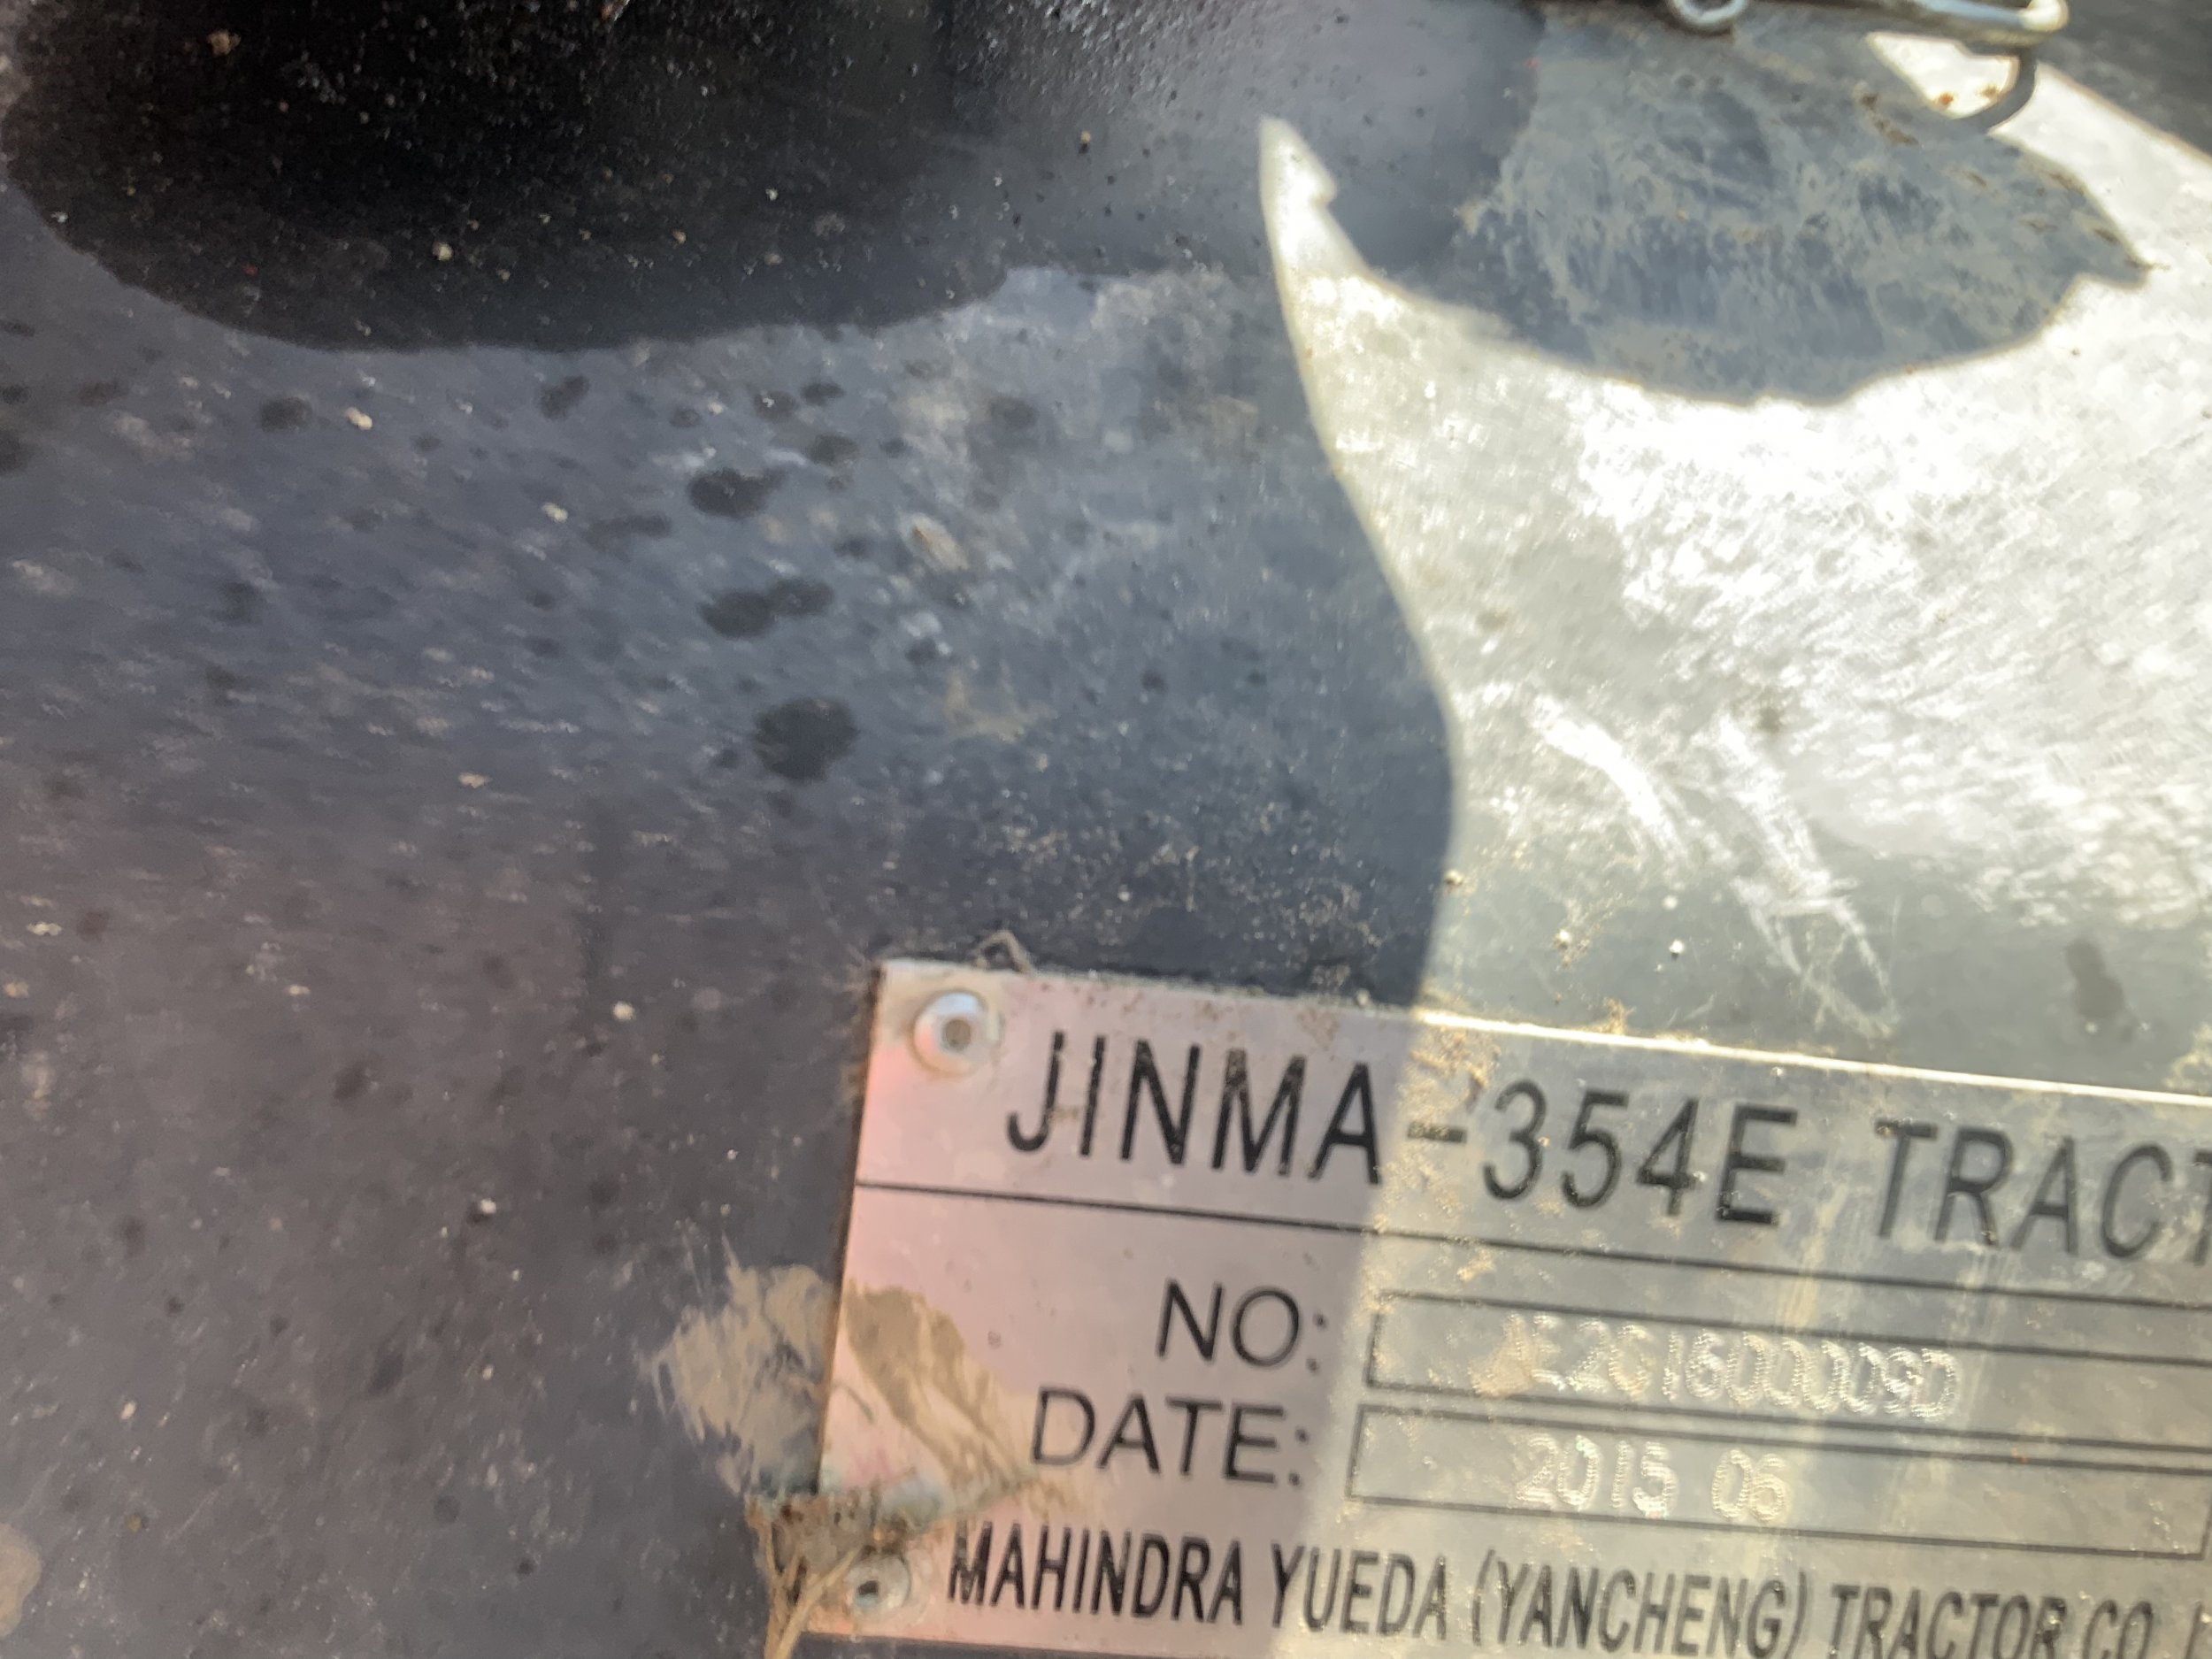 JINMA-354E TRACT
NO:
DATE: 2015 06
MAHINDRA YUEDA (YANCHENG) TRACTOR CO